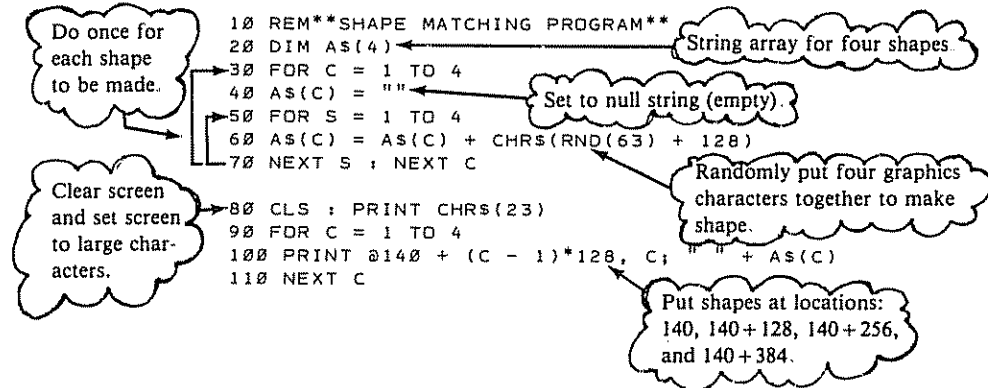 Do once for
each shape
to be made.
10 REM**SHAPE MATCHING PROGRAM**
20 DIM A$(4)
String array for four shapes.
30 FOR C = 1 TO 4
40 A$(C) = ""
Set to null string (empty).
50 FOR S = 1 TO 4
60 A$(C) = A$(C) + CHR$(RND(63) + 128)
70 NEXT S : NEXT C
Randomly put four graphics
characters together to make
shape.
Clear screen
and set screen
to large char-
acters.
80 CLS : PRINT CHR$(23)
90 FOR C = 1 TO 4
100 PRINT @140 + (C - 1)*128, C; " " + A$(C)
110 NEXT C
Put shapes at locations:
140, 140+128, 140+256,
and 140+384.